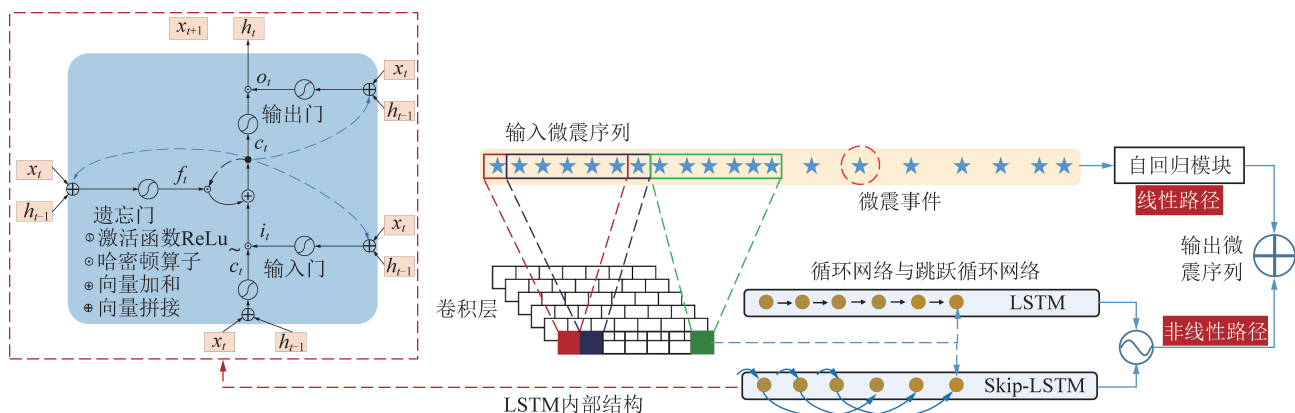 x_{t+1}
h_t
x_t
o_t
输出门
h_{t-1}
c_t
x_t
f_t
h_{t-1}
遗忘门
激活函数ReLu
哈密顿算子
向量加和
向量拼接
i_t
x_t
输入门
h_{t-1}
c̃_t
x_t
h_{t-1}
LSTM内部结构
输入微震序列
微震事件
自回归模块
线性路径
输出微
震序列
卷积层
循环网络与跳跃循环网络
LSTM
非线性路径
Skip-LSTM